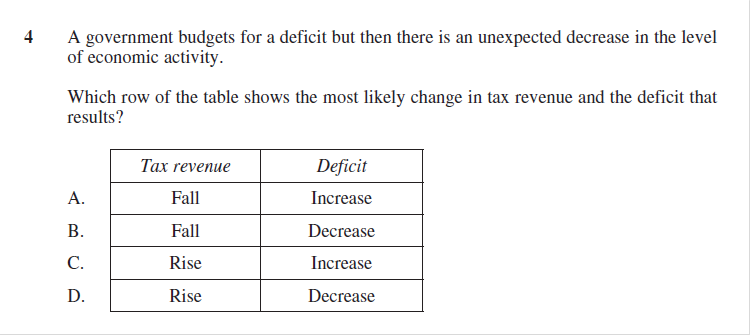 4 A government budgets for a deficit but then there is an unexpected decrease in the level
of economic activity.
Which row of the table shows the most likely change in tax revenue and the deficit that
results?
Tax revenue Deficit
A. Fall Increase
B. Fall Decrease
C. Rise Increase
D. Rise Decrease